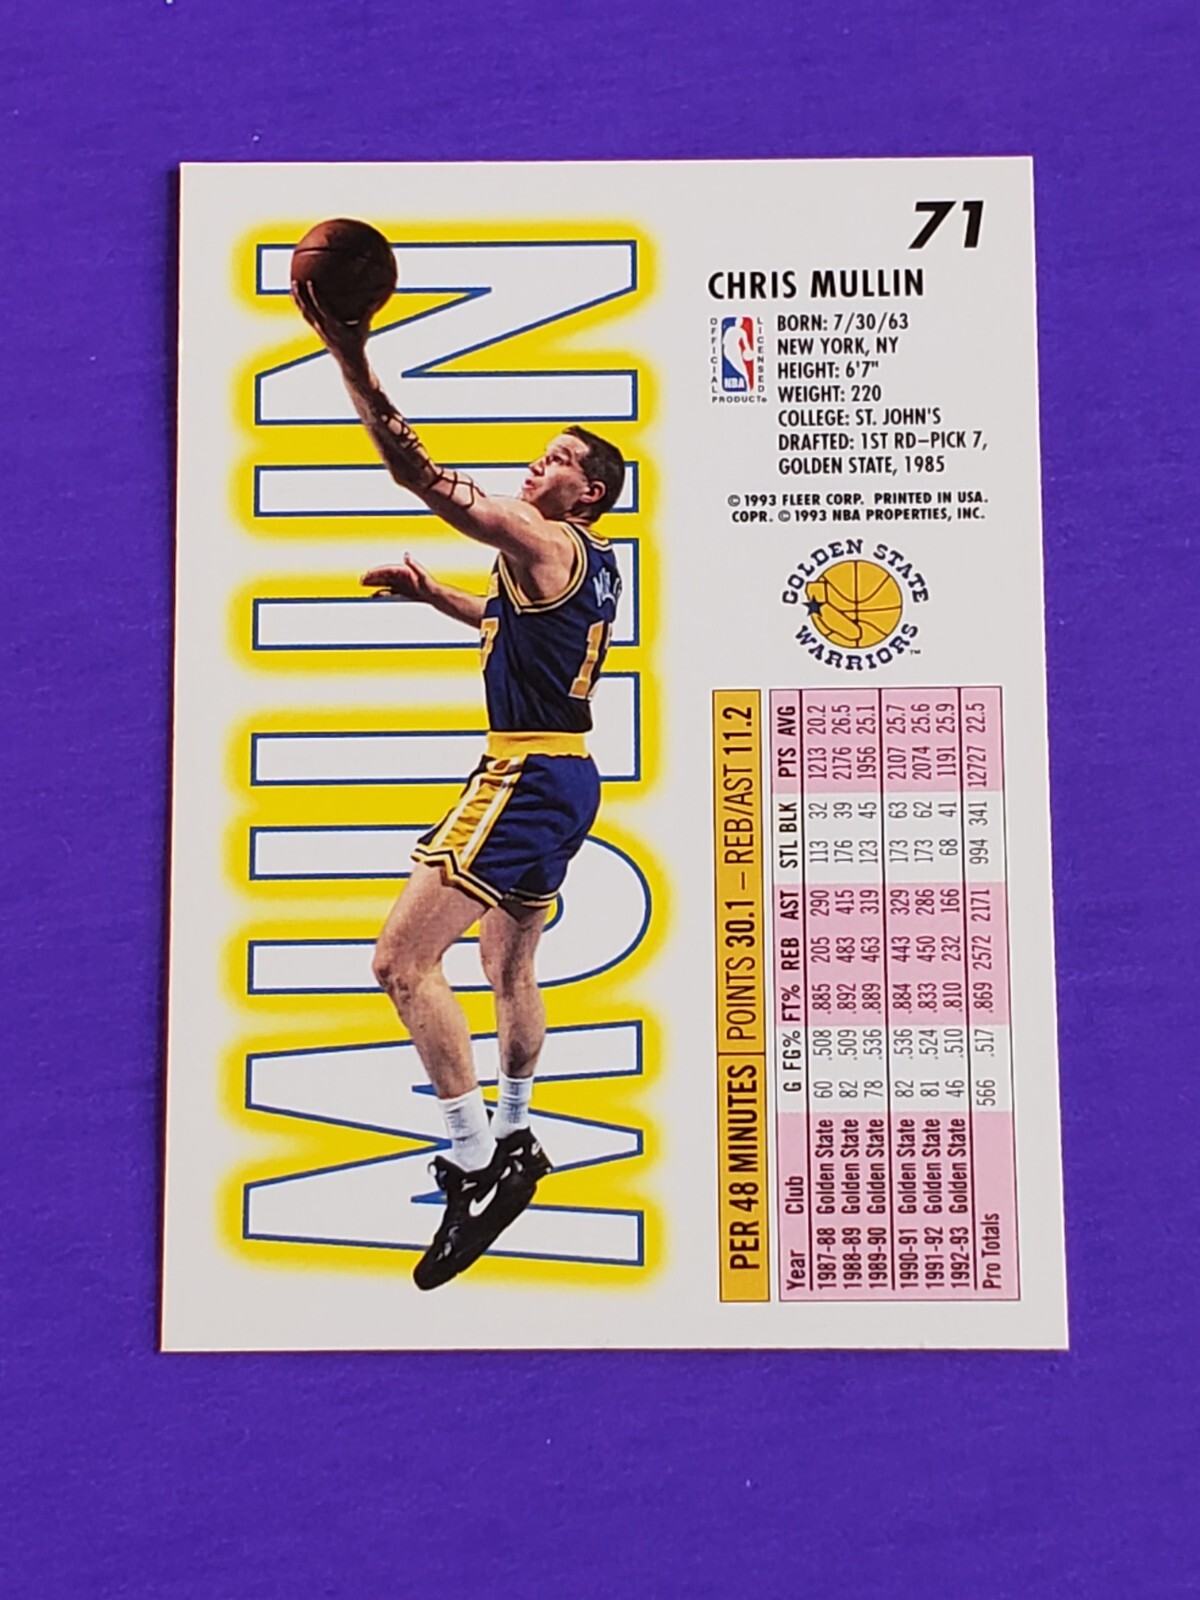 71
CHRIS MULLIN
OFFICIAL LICENSED
NBA
PRODUCT®
BORN: 7/30/63
NEW YORK, NY
HEIGHT: 6'7"
WEIGHT: 220
COLLEGE: ST. JOHN'S
DRAFTED: 1ST RD–PICK 7,
GOLDEN STATE, 1985
© 1993 FLEER CORP. PRINTED IN USA.
COPR. © 1993 NBA PROPERTIES, INC.
GOLDEN STATE
WARRIORS™
MULLIN
PER 48 MINUTES POINTS 30.1 – REB/AST 11.2
Year Club G FG% FT% REB AST STL BLK PTS AVG
1987-88 Golden State 60 .508 .885 205 290 113 32 1213 20.2
1988-89 Golden State 82 .509 .892 483 415 176 39 2176 26.5
1989-90 Golden State 78 .536 .889 463 319 123 45 1956 25.1
1990-91 Golden State 82 .536 .884 443 329 173 63 2107 25.7
1991-92 Golden State 81 .524 .833 450 286 173 62 2074 25.6
1992-93 Golden State 46 .510 .810 232 166 68 41 1191 25.9
Pro Totals 566 .517 .869 2572 2171 994 341 12727 22.5